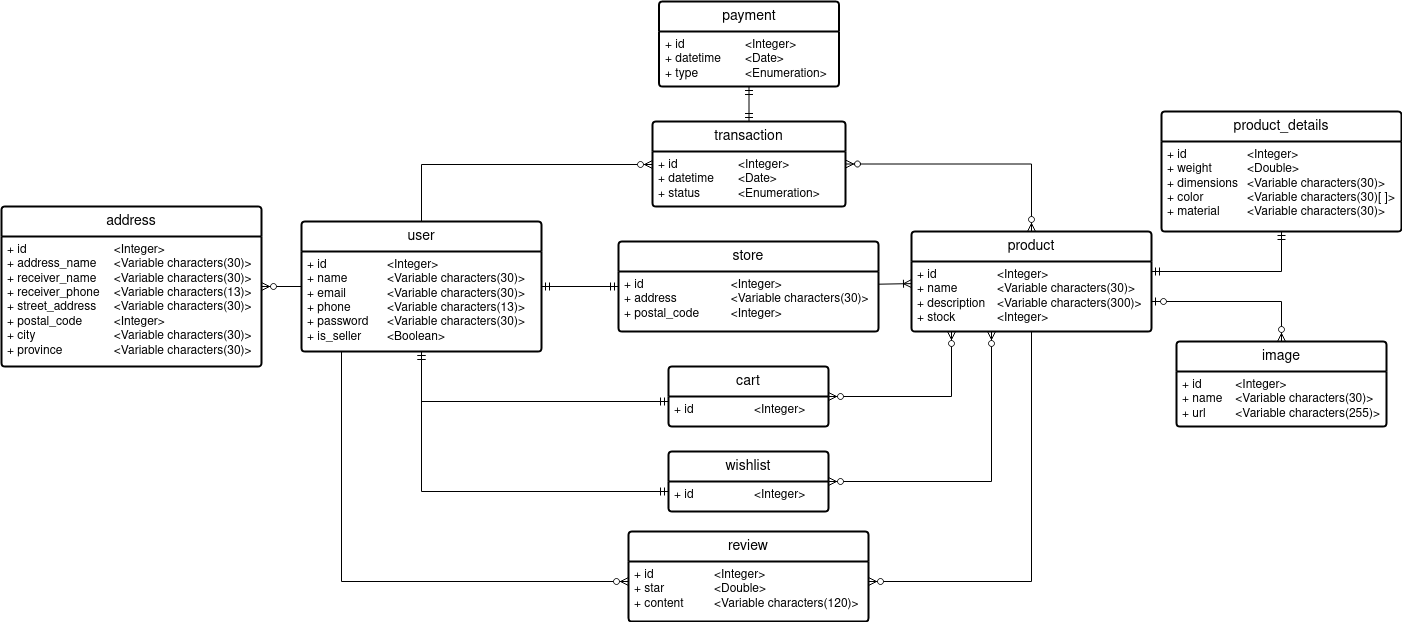 payment
+ id <Integer>
+ datetime <Date>
+ type <Enumeration>
transaction
+ id <Integer>
+ datetime <Date>
+ status <Enumeration>
product_details
+ id <Integer>
+ weight <Double>
+ dimensions <Variable characters(30)>
+ color <Variable characters(30)[ ]>
+ material <Variable characters(30)>
address
+ id <Integer>
+ address_name <Variable characters(30)>
+ receiver_name <Variable characters(30)>
+ receiver_phone <Variable characters(13)>
+ street_address <Variable characters(30)>
+ postal_code <Integer>
+ city <Variable characters(30)>
+ province <Variable characters(30)>
user
+ id <Integer>
+ name <Variable characters(30)>
+ email <Variable characters(30)>
+ phone <Variable characters(13)>
+ password <Variable characters(30)>
+ is_seller <Boolean>
store
+ id <Integer>
+ address <Variable characters(30)>
+ postal_code <Integer>
product
+ id <Integer>
+ name <Variable characters(30)>
+ description <Variable characters(300)>
+ stock <Integer>
image
+ id <Integer>
+ name <Variable characters(30)>
+ url <Variable characters(255)>
cart
+ id <Integer>
wishlist
+ id <Integer>
review
+ id <Integer>
+ star <Double>
+ content <Variable characters(120)>